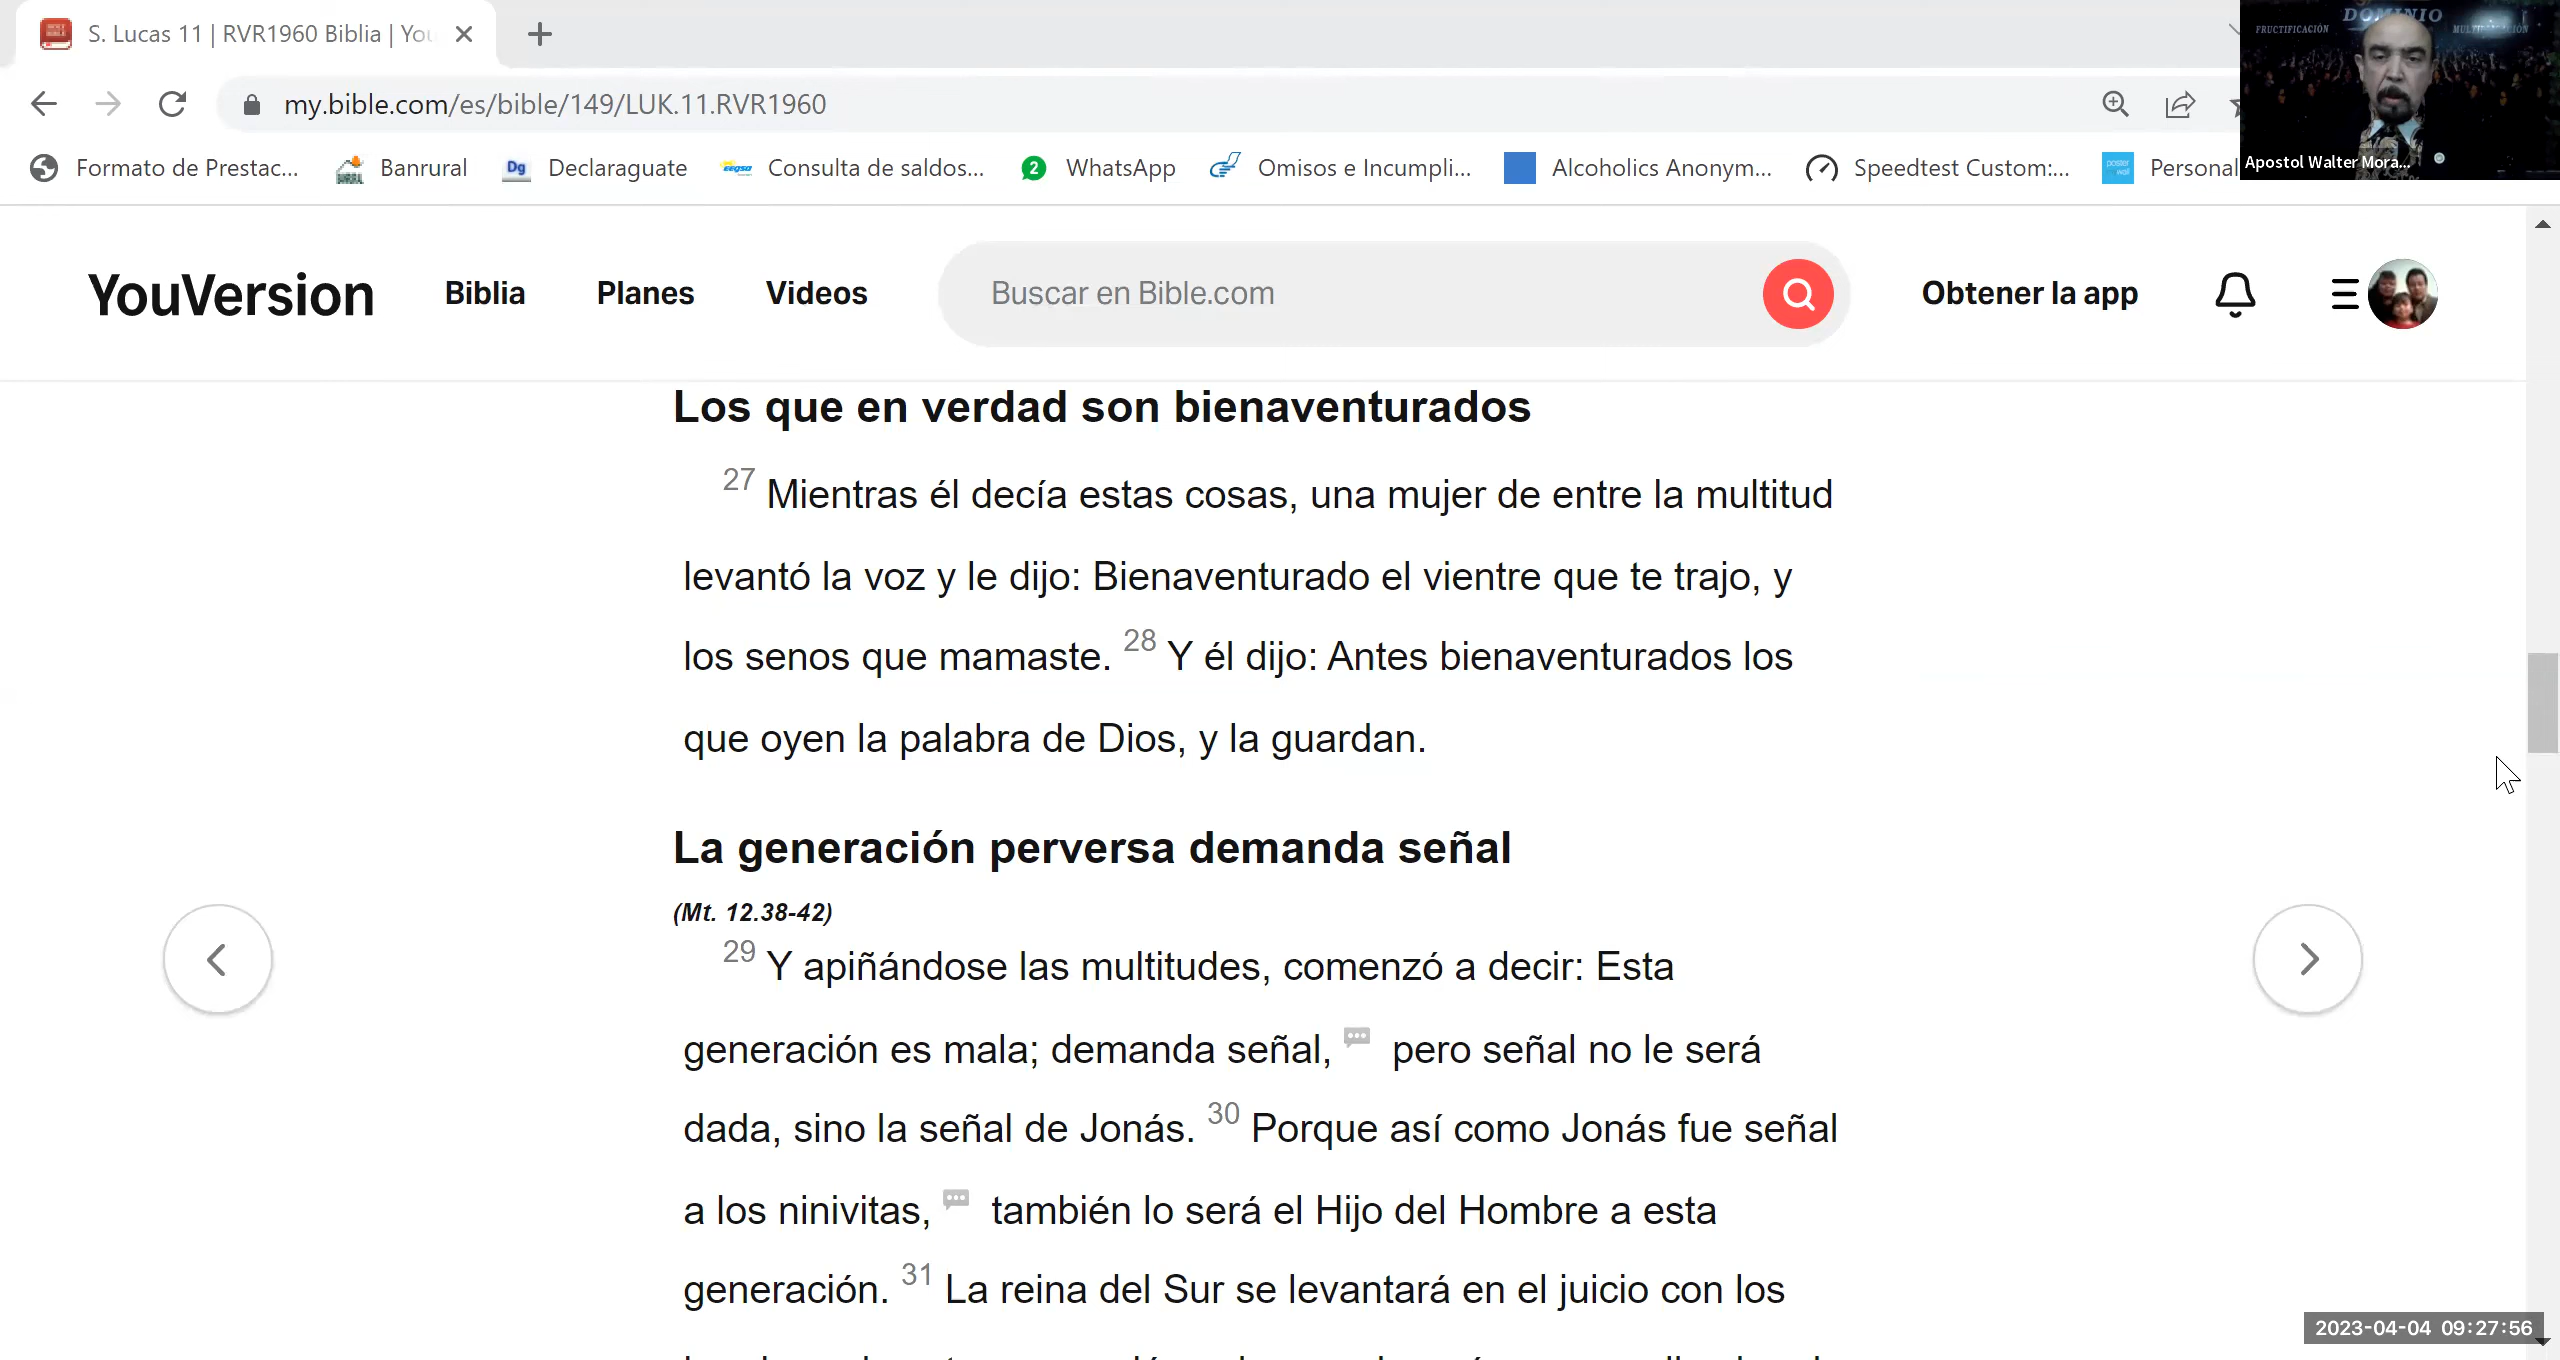 S. Lucas 11 | RVR1960 Biblia | You
my.bible.com/es/bible/149/LUK.11.RVR1960
Formato de Prestac... Banrural Dg Declaraguate eegsa Consulta de saldos... 2 WhatsApp Omisos e Incumpli... Alcoholics Anonym... Speedtest Custom:... Personal
DOMINIO
FRUCTIFICACIÓN
Apostol Walter Mora...
YouVersion Biblia Planes Videos Buscar en Bible.com Obtener la app
Los que en verdad son bienaventurados
27 Mientras él decía estas cosas, una mujer de entre la multitud
levantó la voz y le dijo: Bienaventurado el vientre que te trajo, y
los senos que mamaste. 28 Y él dijo: Antes bienaventurados los
que oyen la palabra de Dios, y la guardan.
La generación perversa demanda señal
(Mt. 12.38-42)
29 Y apiñándose las multitudes, comenzó a decir: Esta
generación es mala; demanda señal, pero señal no le será
dada, sino la señal de Jonás. 30 Porque así como Jonás fue señal
a los ninivitas, también lo será el Hijo del Hombre a esta
generación. 31 La reina del Sur se levantará en el juicio con los
2023-04-04 09:27:56